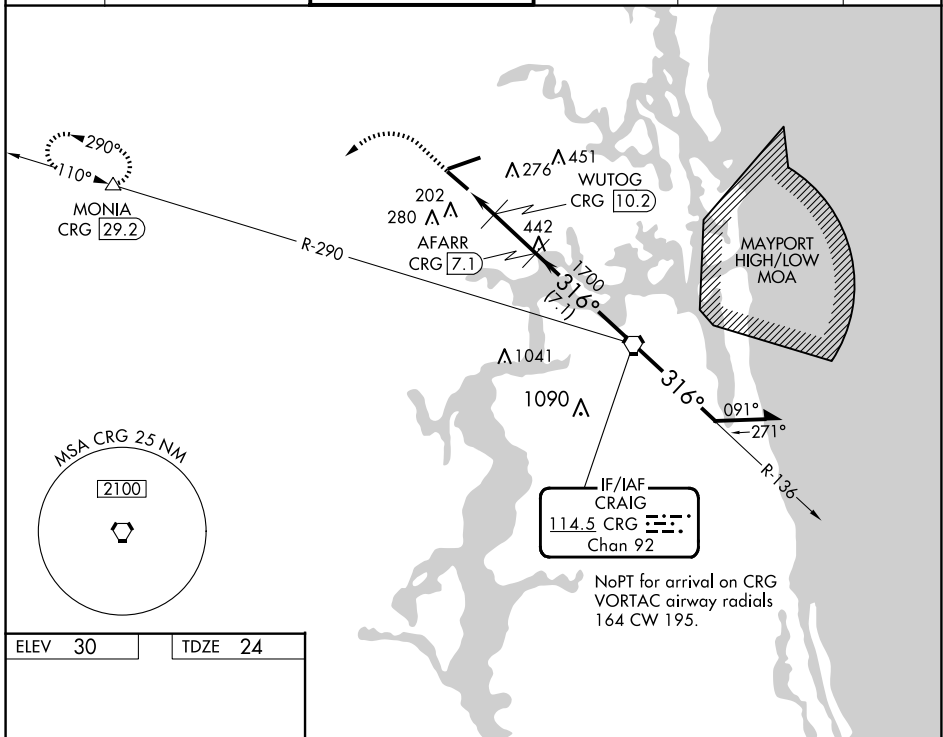 290°
110°
MONIA
CRG 29.2
R-290
276
451
WUTOG
CRG 10.2
202
280
442
AFARR
CRG 7.1
1700
316°
(7.1)
MAYPORT
HIGH/LOW
MOA
1041
1090
316°
091°
271°
R-136
MSA CRG 25 NM
2100
IF/IAF
CRAIG
114.5 CRG
Chan 92
NoPT for arrival on CRG
VORTAC airway radials
164 CW 195.
ELEV 30
TDZE 24